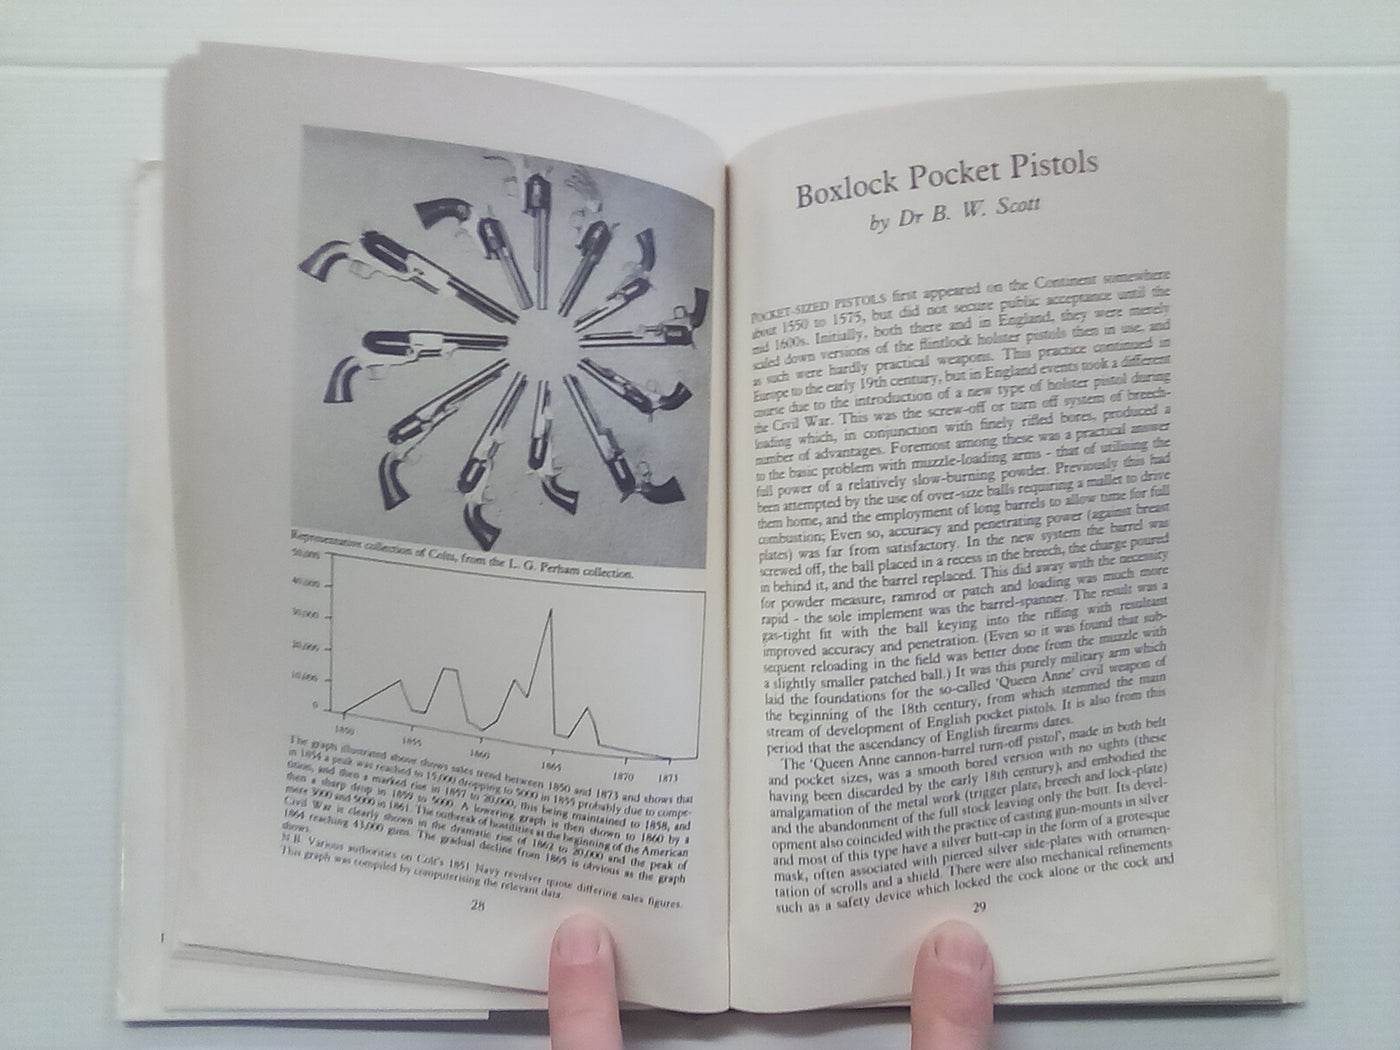 Representative collection of Colts, from the L. G. Perham collection.
50,000
40,000
30,000
20,000
10,000
0
1850
1855
1860
1865
1870
1873
The graph illustrated above shows sales trend between 1850 and 1873 and shows that
in 1854 a peak was reached to 15,000 dropping to 5000 in 1855 probably due to compe-
tition, and then a marked rise in 1857 to 20,000, this being maintained to 1858, and
then a sharp drop in 1859 to 5000. A lowering graph is then shown to 1860 by a
mere 3000 and 5000 in 1861. The outbreak of hostilities at the beginning of the American
Civil War is clearly shown in the dramatic rise of 1862 to 20,000 and the peak of
1864 reaching 43,000 guns. The gradual decline from 1865 is obvious as the graph
shows.
N.B. Various authorities on Colt's 1851 Navy revolver quote differing sales figures.
This graph was compiled by computerising the relevant data.
28
Boxlock Pocket Pistols
by Dr B. W. Scott
POCKET-SIZED PISTOLS first appeared on the Continent somewhere
about 1550 to 1575, but did not secure public acceptance until the
mid 1600s. Initially, both there and in England, they were merely
scaled down versions of the flintlock holster pistols then in use, and
as such were hardly practical weapons. This practice continued in
Europe to the early 19th century, but in England events took a different
course due to the introduction of a new type of holster pistol during
the Civil War. This was the screw-off or turn off system of breech-
loading which, in conjunction with finely rifled bores, produced a
number of advantages. Foremost among these was a practical answer
to the basic problem with muzzle-loading arms - that of utilising the
full power of a relatively slow-burning powder. Previously this had
been attempted by the use of over-size balls requiring a mallet to drive
them home, and the employment of long barrels to allow time for full
combustion; Even so, accuracy and penetrating power (against breast
plates) was far from satisfactory. In the new system the barrel was
screwed off, the ball placed in a recess in the breech, the charge poured
in behind it, and the barrel replaced. This did away with the necessity
for powder measure, ramrod or patch and loading was much more
rapid - the sole implement was the barrel-spanner. The result was a
gas-tight fit with the ball keying into the rifling with resultant
improved accuracy and penetration. (Even so it was found that sub-
sequent reloading in the field was better done from the muzzle with
a slightly smaller patched ball.) It was this purely military arm which
laid the foundations for the so-called 'Queen Anne' civil weapon of
the beginning of the 18th century, from which stemmed the main
stream of development of English pocket pistols. It is also from this
period that the ascendancy of English firearms dates.
The 'Queen Anne cannon-barrel turn-off pistol', made in both belt
and pocket sizes, was a smooth bored version with no sights (these
having been discarded by the early 18th century), and embodied the
amalgamation of the metal work (trigger plate, breech and lock-plate)
and the abandonment of the full stock leaving only the butt. Its devel-
opment also coincided with the practice of casting gun-mounts in silver
and most of this type have a silver butt-cap in the form of a grotesque
mask, often associated with pierced silver side-plates with ornamen-
tation of scrolls and a shield. There were also mechanical refinements
such as a safety device which locked the cock alone or the cock and
29